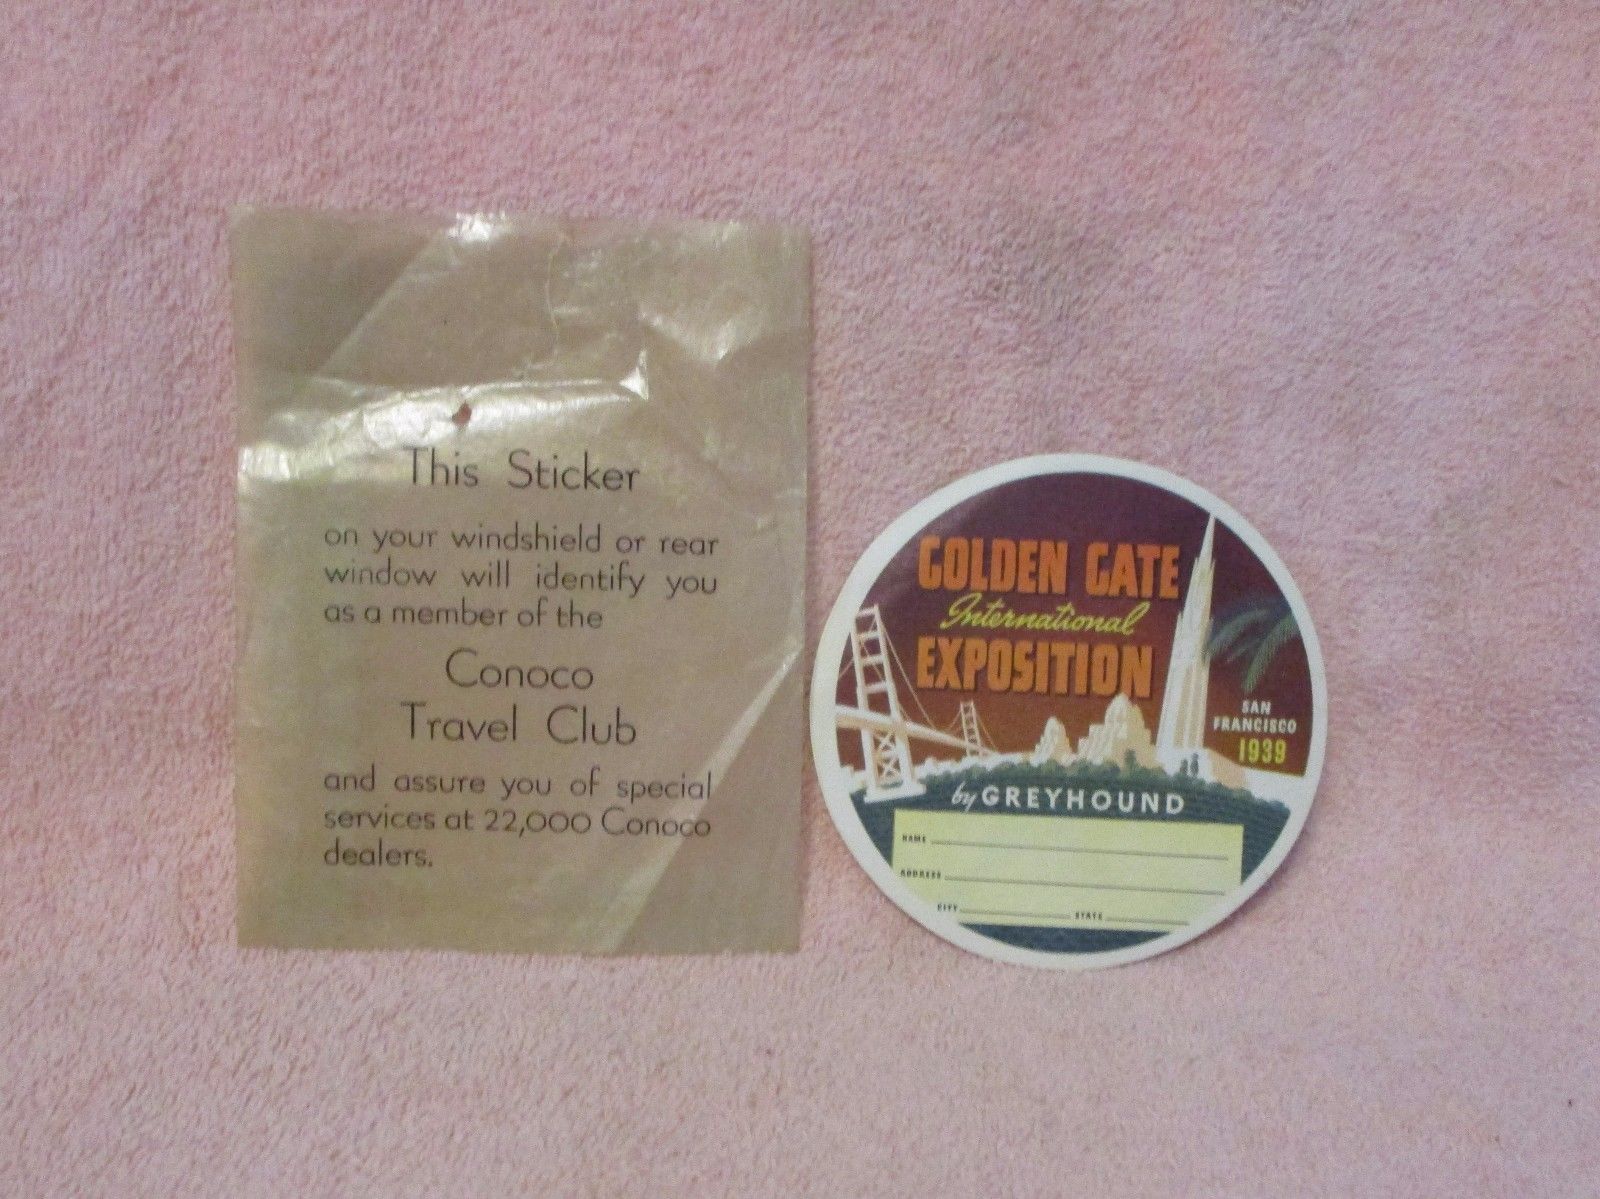 This Sticker
on your windshield or rear
window will identify you
as a member of the
Conoco
Travel Club
and assure you of special
services at 22,000 Conoco
dealers.
GOLDEN GATE
International
EXPOSITION
SAN
FRANCISCO
1939
by GREYHOUND
NAME
ADDRESS
CITY STATE